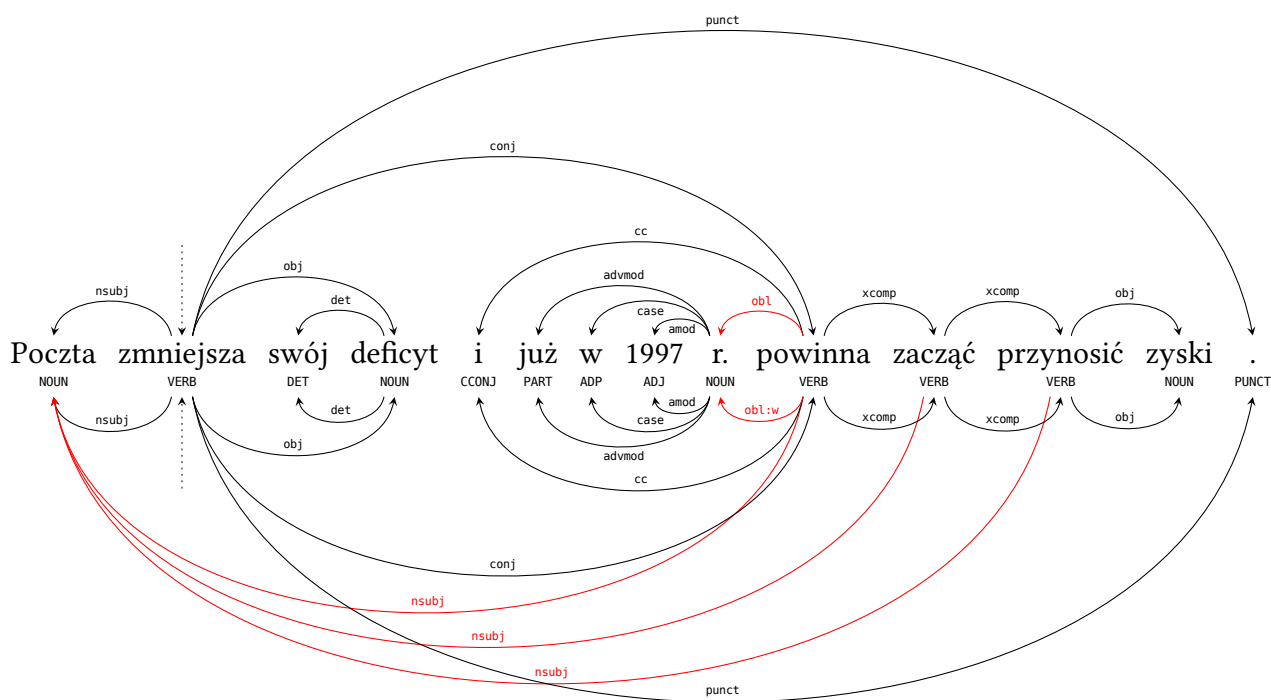 punct
conj
cc
obj
advmod
nsubj
det
case
obl
xcomp
xcomp
obj
amod
Poczta zmniejsza swój deficyt i już w 1997 r. powinna zacząć przynosić zyski .
NOUN VERB DET NOUN CCONJ PART ADP ADJ NOUN VERB VERB VERB NOUN PUNCT
nsubj
det
amod
obl:w
xcomp
xcomp
obj
case
obj
advmod
cc
conj
nsubj
nsubj
nsubj
punct